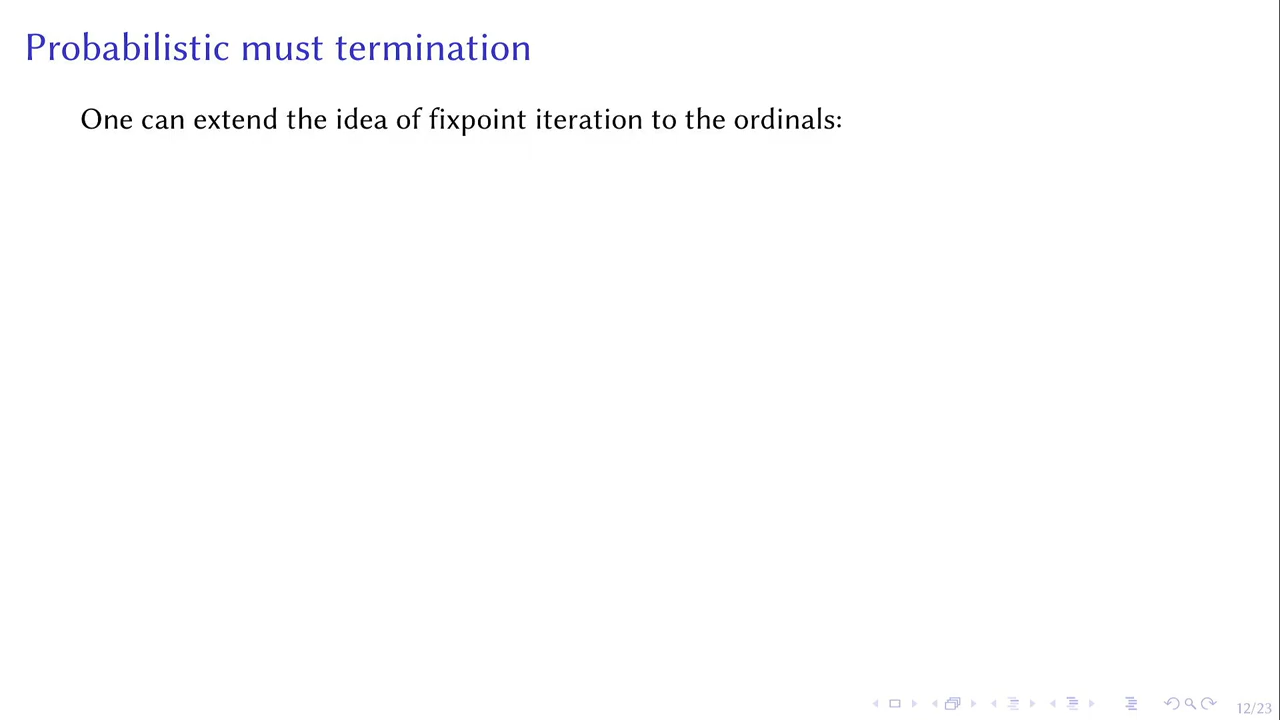 Probabilistic must termination
One can extend the idea of fixpoint iteration to the ordinals:
12/23